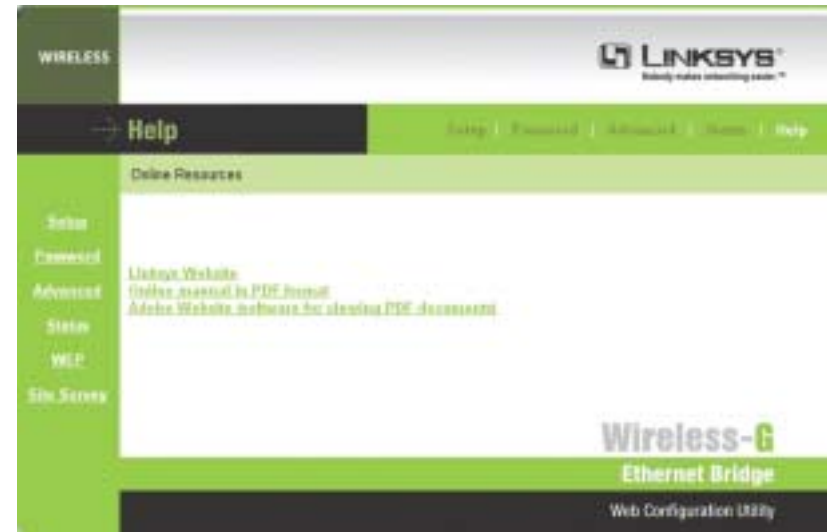 WIRELESS
LINKSYS®
Help
Setup | Password | Advanced | Status | Help
Online Resources
Setup
Password
Advanced
Status
WEP
Site Survey
Linksys Website
Online manual in PDF format
Adobe Website (software for viewing PDF documents)
Wireless-G
Ethernet Bridge
Web Configuration Utility